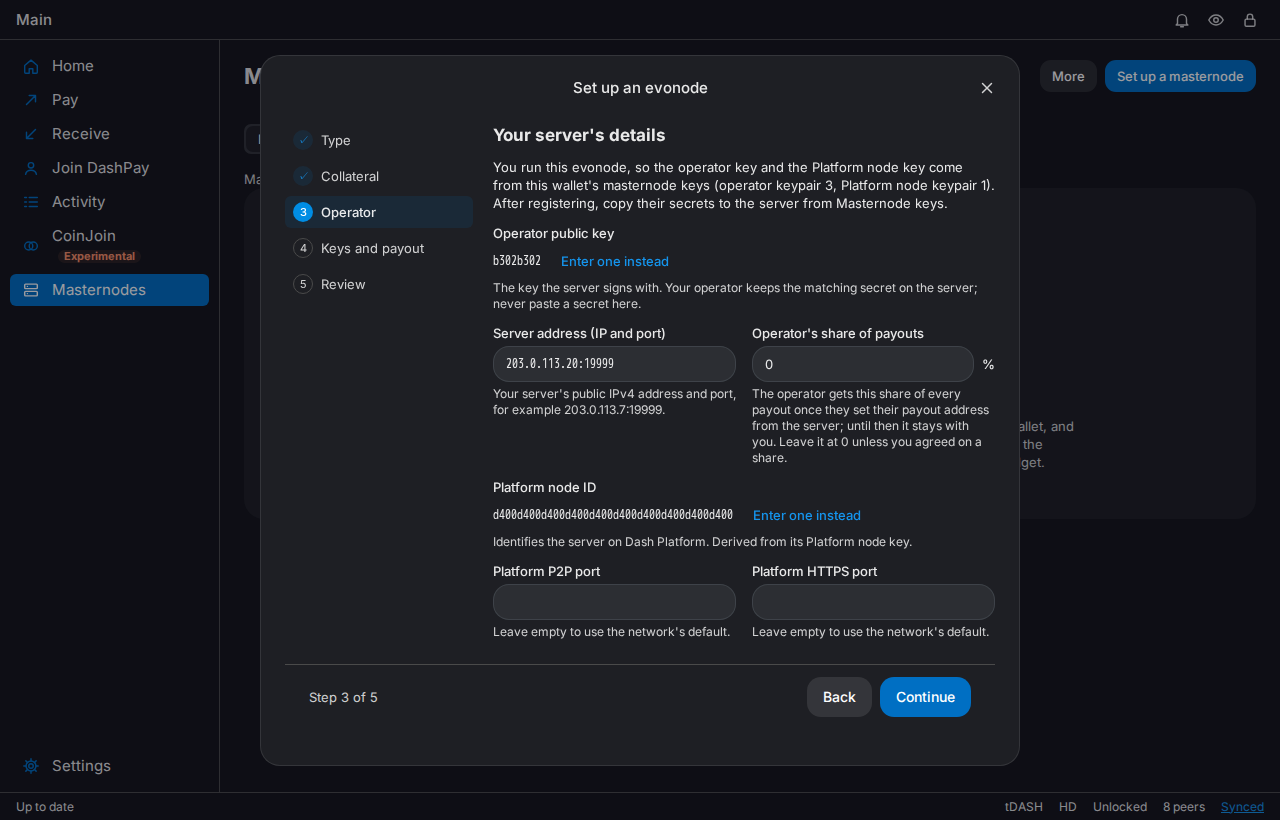 Main
Home
Pay
Receive
Join DashPay
Activity
CoinJoin
Experimental
Masternodes
Settings
More
Set up a masternode
Set up an evonode
✓ Type
✓ Collateral
3 Operator
4 Keys and payout
5 Review
Your server's details
You run this evonode, so the operator key and the Platform node key come
from this wallet's masternode keys (operator keypair 3, Platform node keypair 1).
After registering, copy their secrets to the server from Masternode keys.
Operator public key
b302b302 Enter one instead
The key the server signs with. Your operator keeps the matching secret on the server;
never paste a secret here.
Server address (IP and port)
203.0.113.20:19999
Your server's public IPv4 address and port,
for example 203.0.113.7:19999.
Operator's share of payouts
0 %
The operator gets this share of every
payout once they set their payout address
from the server; until then it stays with
you. Leave it at 0 unless you agreed on a
share.
Platform node ID
d400d400d400d400d400d400d400d400d400d400 Enter one instead
Identifies the server on Dash Platform. Derived from its Platform node key.
Platform P2P port
Leave empty to use the network's default.
Platform HTTPS port
Leave empty to use the network's default.
Step 3 of 5
Back
Continue
, and
the
Up to date
tDASH HD Unlocked 8 peers Synced